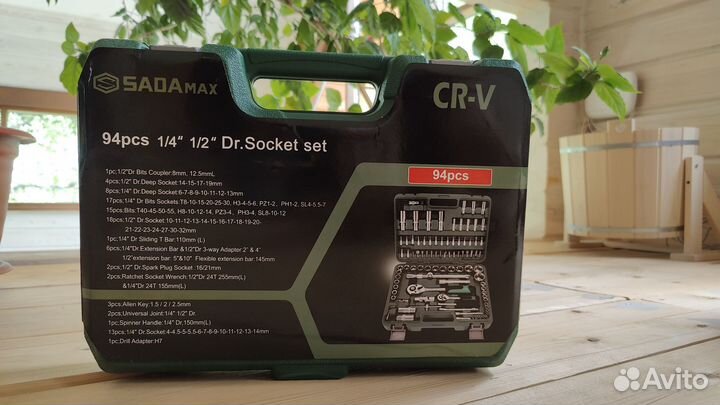 SADAMAX
CR-V
94pcs 1/4" 1/2" Dr.Socket set
94pcs
1pc,1/2"Dr Bits Coupler:8mm, 12.5mmL
4pcs 1/2" Dr.Deep Socket:14-15-17-19mm
8pcs 1/4" Dr.Deep Socket:6-7-8-9-10-11-12-13mm
17pcs 1/4" Dr.Bits Sockets:T8-10-15-20-25-30, H3-4-5-6, PZ1-2, PH1-2, SL4-5.5-7
15pcs Bits:T40-45-50-55, H8-10-12-14, PZ3-4, PH3-4, SL8-10-12
18pcs:1/2" Dr.Socket:10-11-12-13-14-15-16-17-18-19-20-
21-22-23-24-27-30-32mm
1pc,1/4" Dr Sliding T Bar:110mm (L)
6pcs:1/4"Dr.Extension Bar &1/2"Dr 3-way Adapter 2" & 4"
1/2"extension bar: 5"&10" Flexible extension bar:145mm
2pcs,1/2" Dr.Spark Plug Socket :16/21mm
2pcs:Ratchet Socket Wrench:1/2"Dr 24T 255mm(L)
&1/4"Dr 24T 155mm(L)
3pcs:Allen Key:1.5 / 2 / 2.5mm
2pcs:Universal Joint:1/4" 1/2" Dr.
1pc:Spinner Handle:1/4" Dr,150mm(L)
13pcs:1/4" Dr.Socket:4-4.5-5-5.5-6-7-8-9-10-11-12-13-14mm
1pc:Drill Adapter:H7
Avito